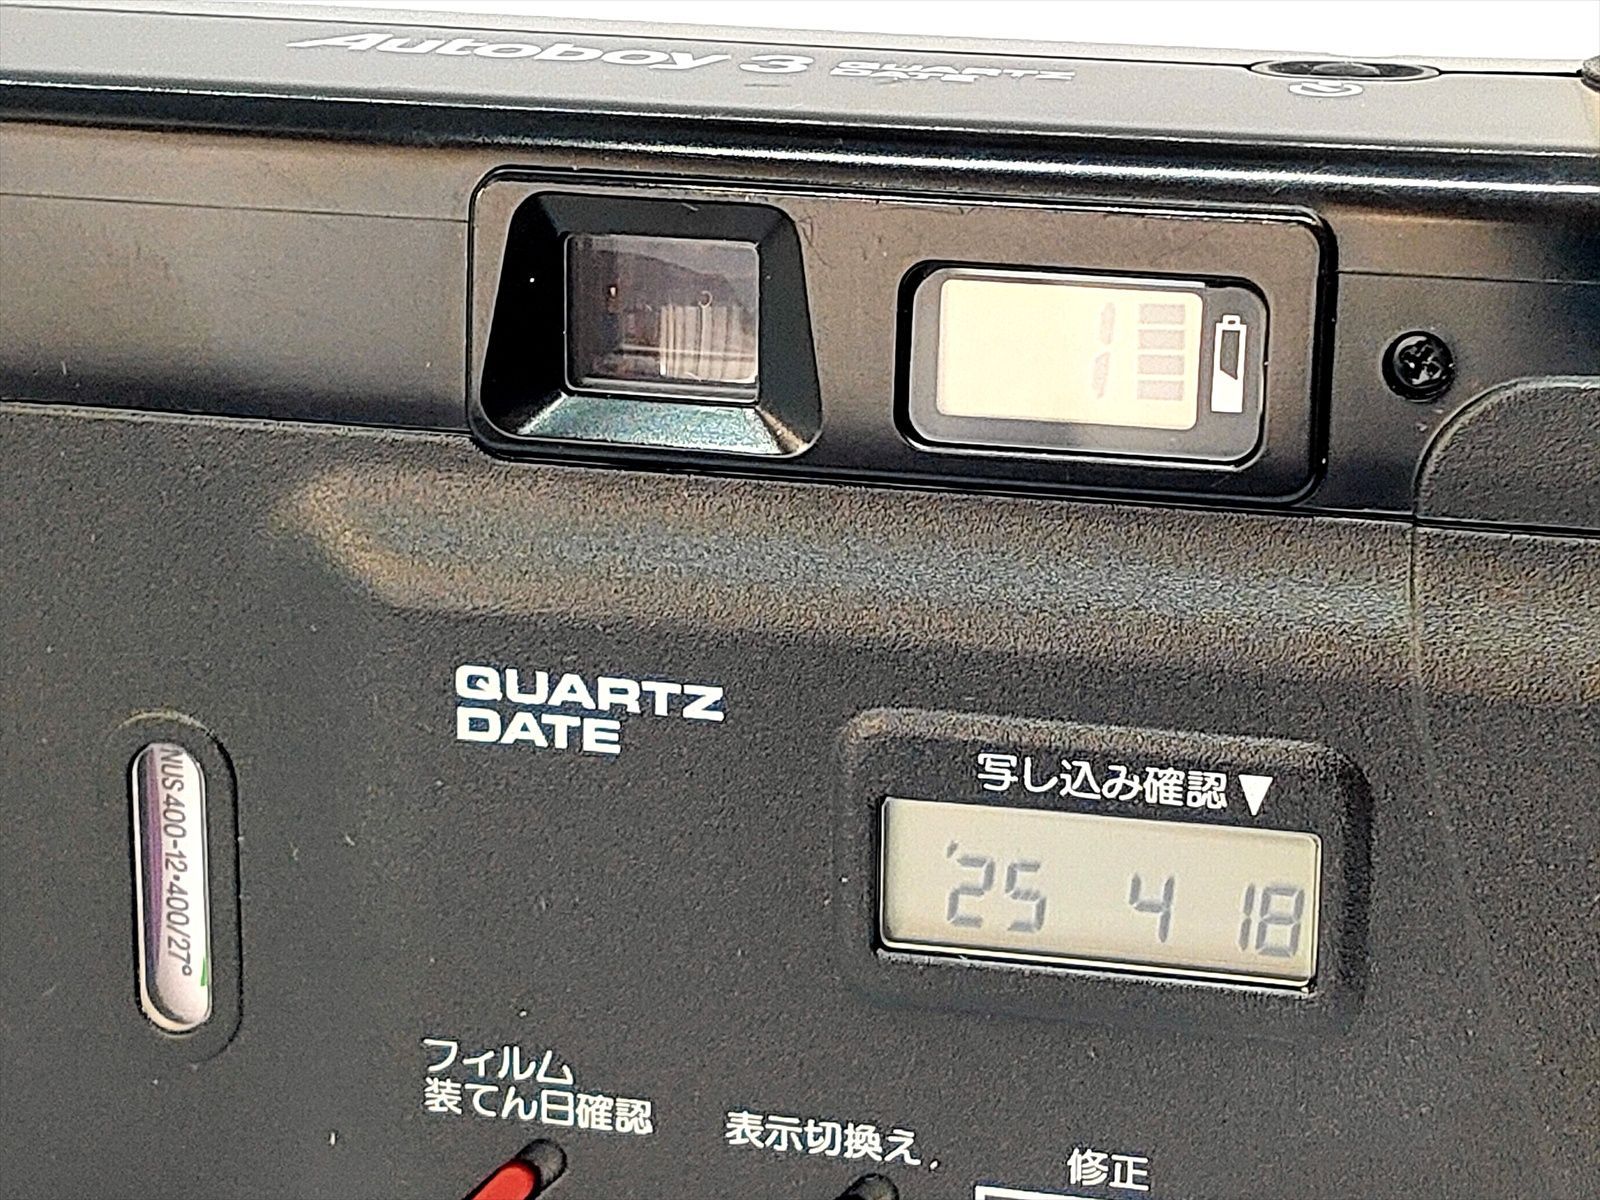 Autoboy 3 QUARTZ
DATE
1
QUARTZ
DATE
写し込み確認▼
'25 4 18
NUS 400-12・400/27°
フィルム
装てん日確認
表示切換え
修正